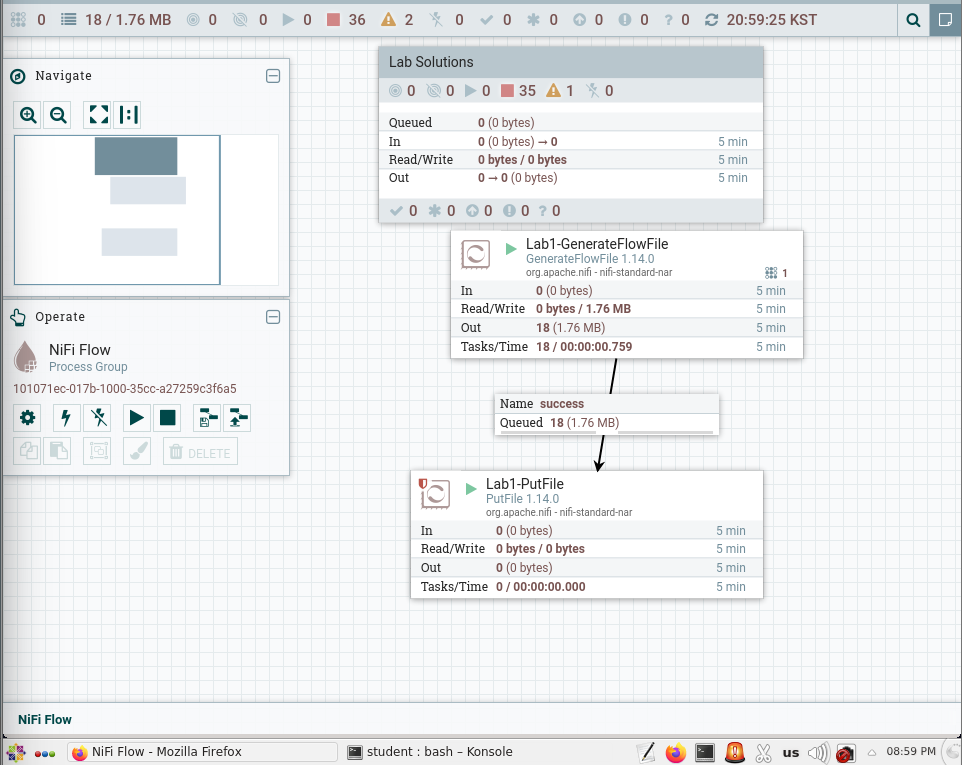 0 18 / 1.76 MB 0 0 0 36 2 0 0 0 0 0 ? 0 20:59:25 KST
Navigate
Operate
NiFi Flow
Process Group
101071ec-017b-1000-35cc-a27259c3f6a5
DELETE
Lab Solutions
0 0 0 35 1 0
Queued 0 (0 bytes)
In 0 (0 bytes) → 0 5 min
Read/Write 0 bytes / 0 bytes 5 min
Out 0 → 0 (0 bytes) 5 min
0 0 0 0 ? 0
Lab1-GenerateFlowFile
GenerateFlowFile 1.14.0
org.apache.nifi - nifi-standard-nar
1
In 0 (0 bytes) 5 min
Read/Write 0 bytes / 1.76 MB 5 min
Out 18 (1.76 MB) 5 min
Tasks/Time 18 / 00:00:00.759 5 min
Name success
Queued 18 (1.76 MB)
Lab1-PutFile
PutFile 1.14.0
org.apache.nifi - nifi-standard-nar
In 0 (0 bytes) 5 min
Read/Write 0 bytes / 0 bytes 5 min
Out 0 (0 bytes) 5 min
Tasks/Time 0 / 00:00:00.000 5 min
NiFi Flow
NiFi Flow - Mozilla Firefox student : bash – Konsole us 08:59 PM